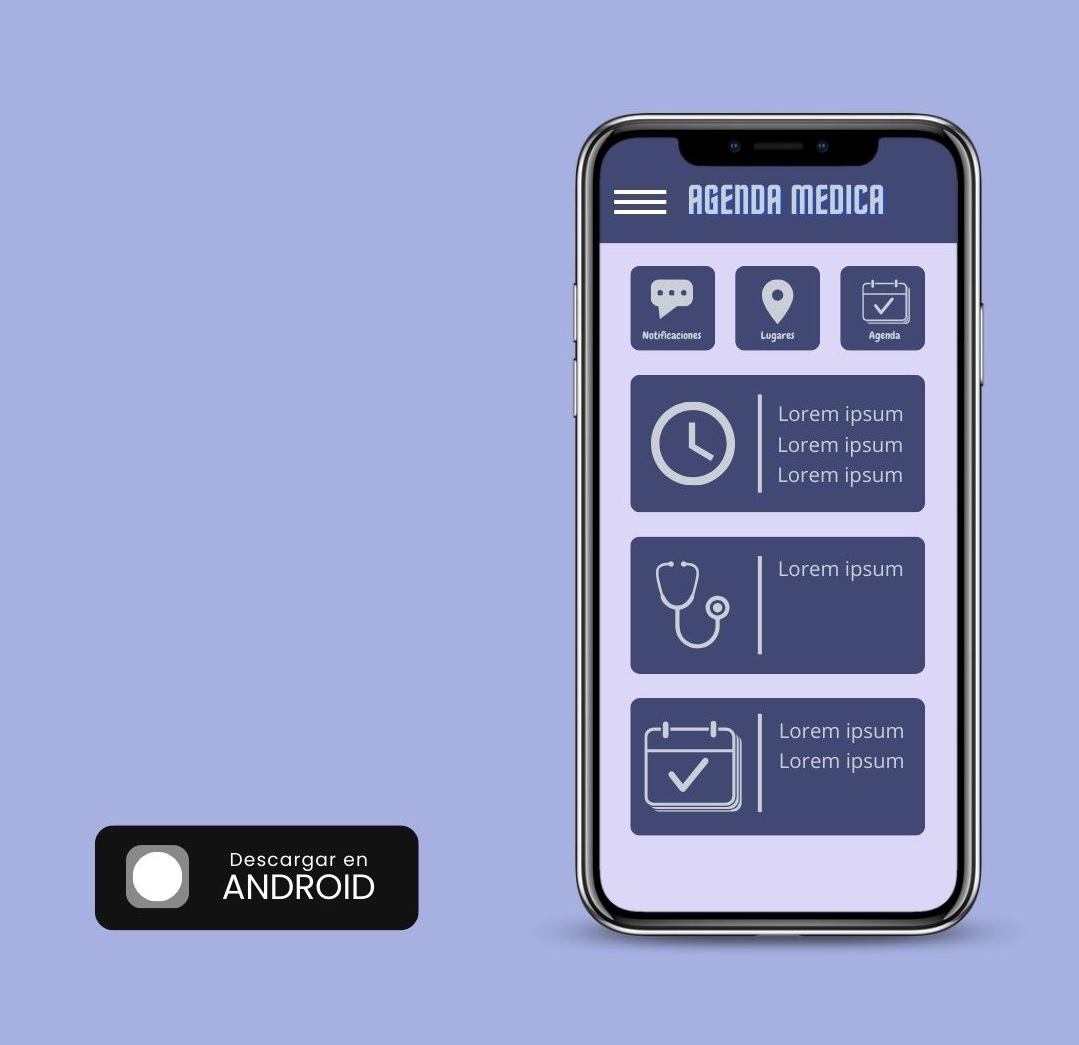 AGENDA MEDICA
Notificaciones
Lugares
Agenda
Lorem ipsum
Lorem ipsum
Lorem ipsum
Lorem ipsum
Lorem ipsum
Lorem ipsum
Descargar en
ANDROID